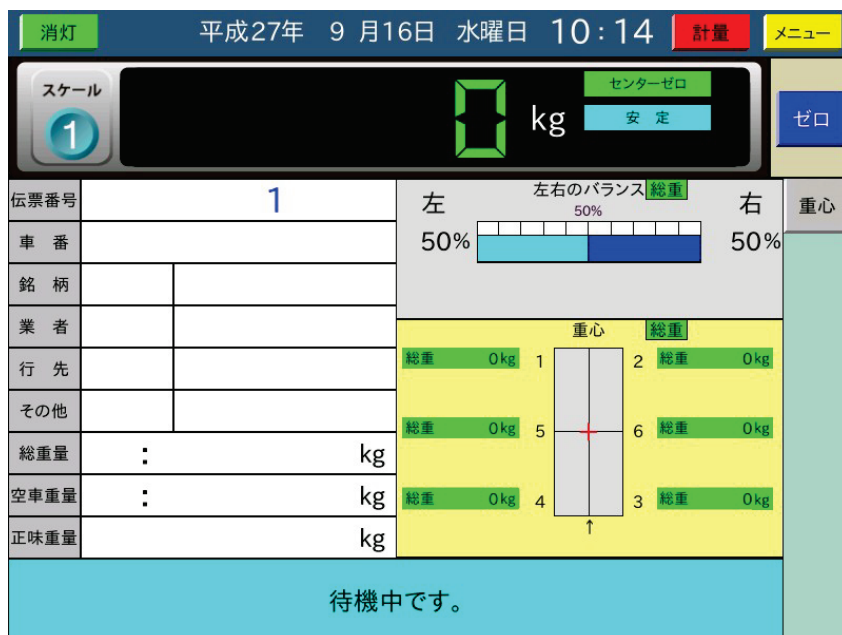 消灯 平成27年 9 月16日 水曜日 10:14 計量 メニュー
スケール
1
0 kg
センターゼロ
安 定
ゼロ
伝票番号 1
車 番
銘 柄
業 者
行 先
その他
総重量 : kg
空車重量 : kg
正味重量 kg
左右のバランス 総重
左 50% 右
50% 50%
重心
重心 総重
総重 0kg 1 2 総重 0kg
総重 0kg 5 6 総重 0kg
総重 0kg 4 3 総重 0kg
↑
待機中です。